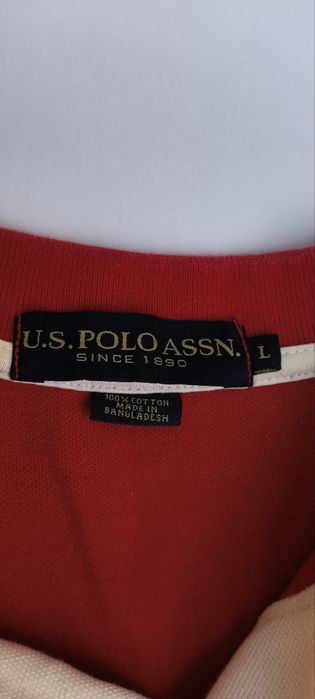 U.S. POLO ASSN.
SINCE 1890
L
100% COTTON
MADE IN
BANGLADESH